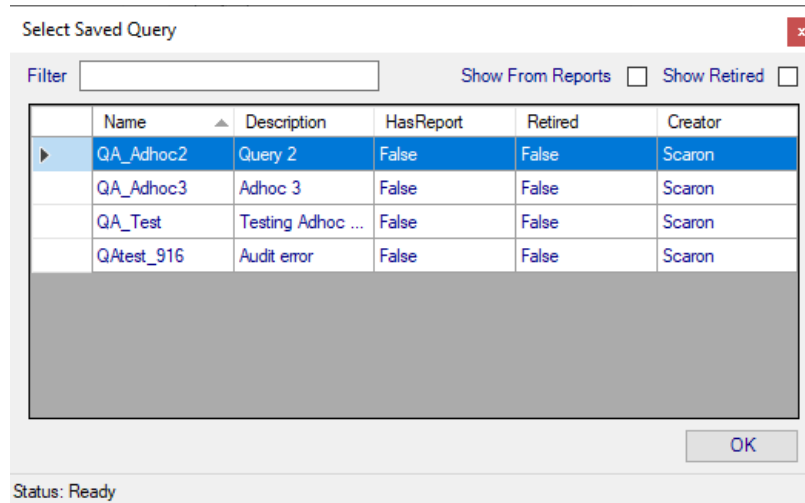 Select Saved Query
x
Filter Show From Reports Show Retired
Name Description HasReport Retired Creator
QA_Adhoc2 Query 2 False False Scaron
QA_Adhoc3 Adhoc 3 False False Scaron
QA_Test Testing Adhoc ... False False Scaron
QAtest_916 Audit error False False Scaron
OK
Status: Ready